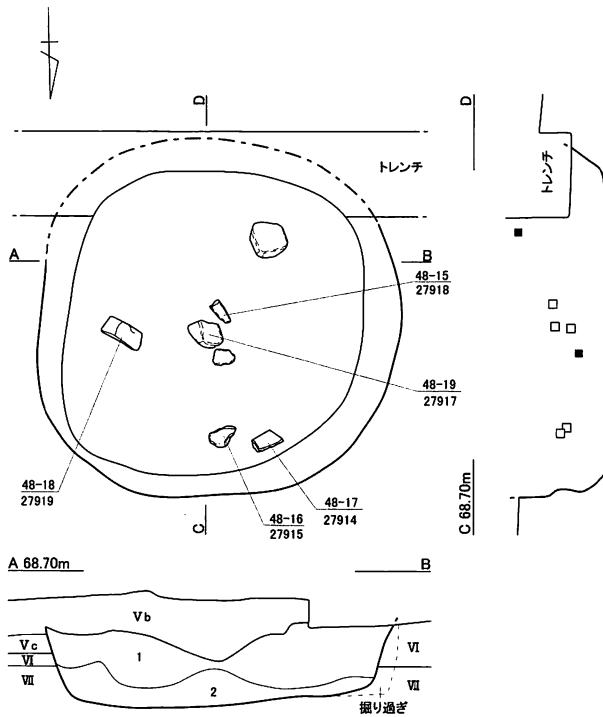 D
D
トレンチ
トレンチ
A
B
48-15
27918
48-19
27917
48-18
27919
48-17
27914
48-16
27915
C
C 68.70m
A 68.70m
B
Ⅴb
Ⅴc
Ⅵ
Ⅶ
1
2
Ⅵ
Ⅶ
掘り過ぎ